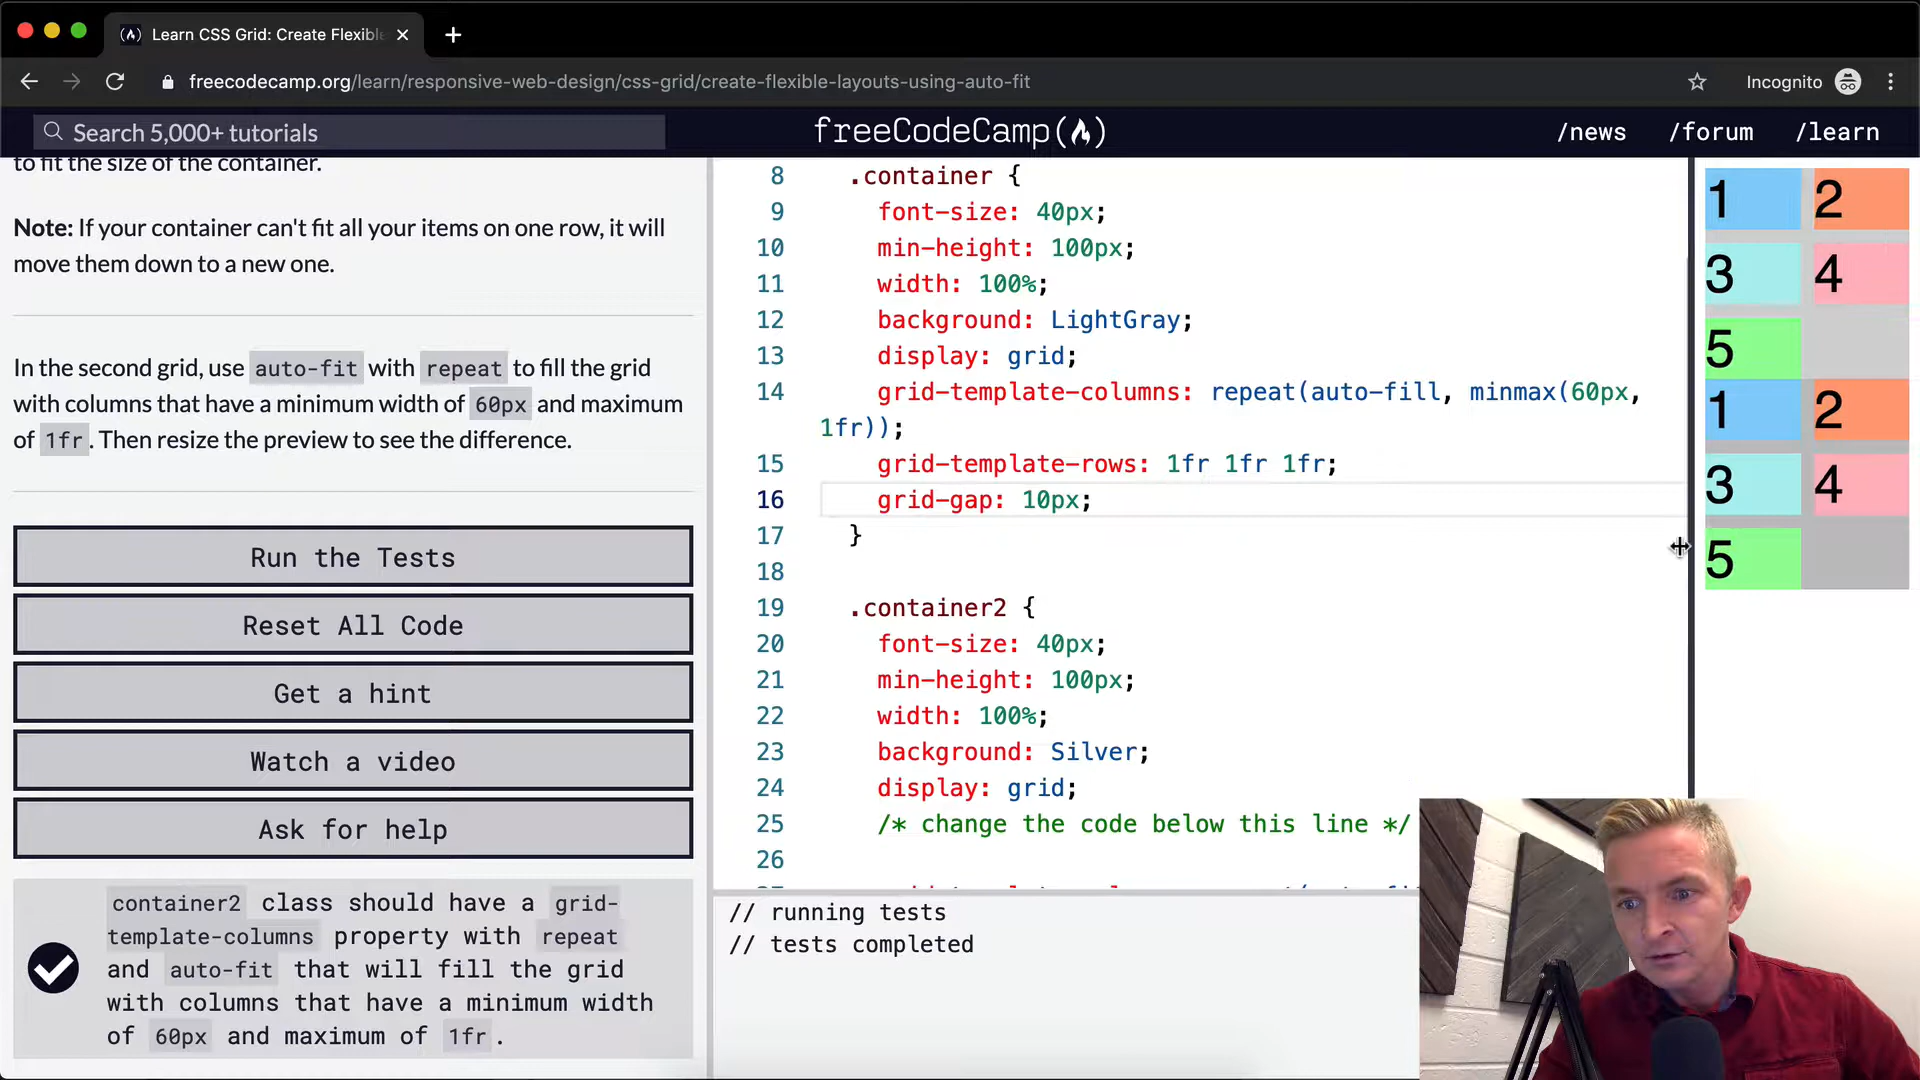 Learn CSS Grid: Create Flexible
freecodecamp.org/learn/responsive-web-design/css-grid/create-flexible-layouts-using-auto-fit
Incognito
Search 5,000+ tutorials
freeCodeCamp
/news
/forum
/learn
to fit the size of the container.
Note: If your container can't fit all your items on one row, it will
move them down to a new one.
In the second grid, use auto-fit with repeat to fill the grid
with columns that have a minimum width of 60px and maximum
of 1fr. Then resize the preview to see the difference.
Run the Tests
Reset All Code
Get a hint
Watch a video
Ask for help
container2 class should have a grid-
template-columns property with repeat
and auto-fit that will fill the grid
with columns that have a minimum width
of 60px and maximum of 1fr.
8 .container {
9 font-size: 40px;
10 min-height: 100px;
11 width: 100%;
12 background: LightGray;
13 display: grid;
14 grid-template-columns: repeat(auto-fill, minmax(60px,
1fr));
15 grid-template-rows: 1fr 1fr 1fr;
16 grid-gap: 10px;
17 }
18
19 .container2 {
20 font-size: 40px;
21 min-height: 100px;
22 width: 100%;
23 background: Silver;
24 display: grid;
25 /* change the code below this line */
26
// running tests
// tests completed
1 2
3 4
5
1 2
3 4
5